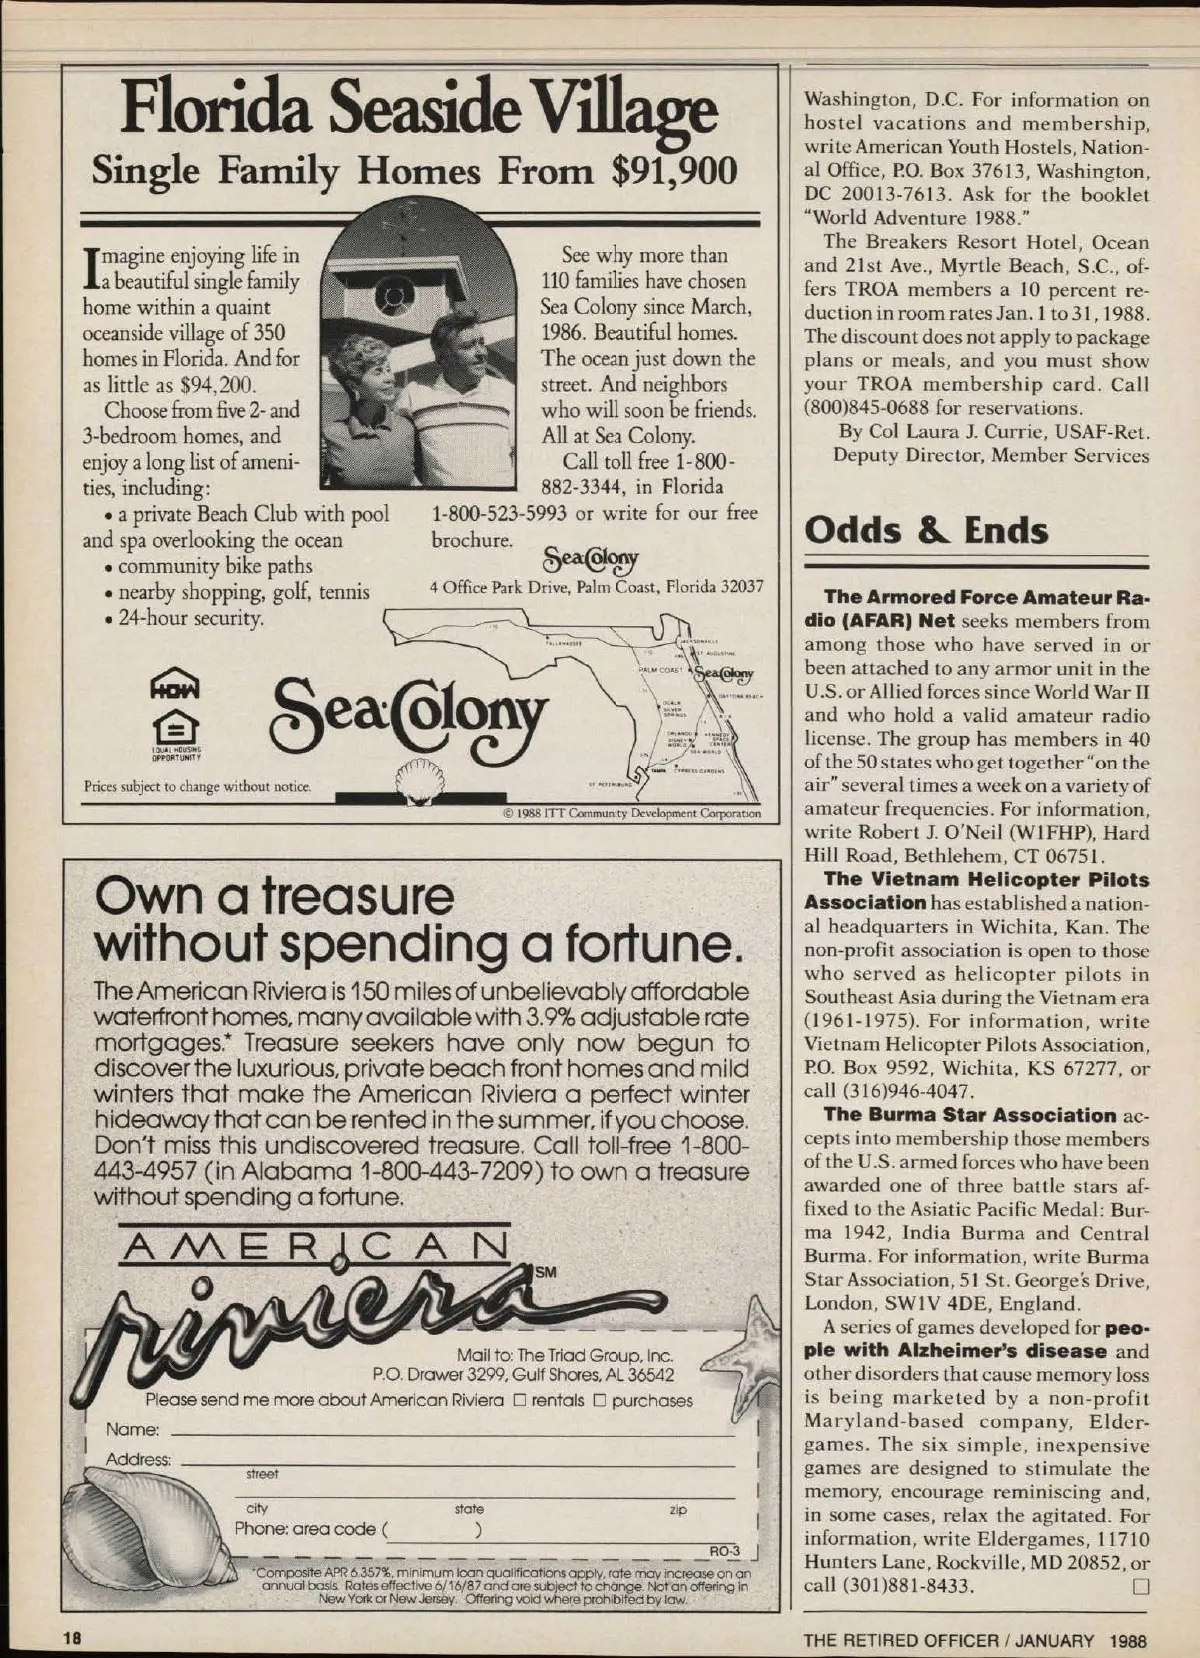 Florida Seaside Village
Single Family Homes From $91,900
Imagine enjoying life in
a beautiful single family
home within a quaint
oceanside village of 350
homes in Florida. And for
as little as $94,200.
Choose from five 2- and
3-bedroom homes, and
enjoy a long list of ameni-
ties, including:
• a private Beach Club with pool
and spa overlooking the ocean
• community bike paths
• nearby shopping, golf, tennis
• 24-hour security.
See why more than
110 families have chosen
Sea Colony since March,
1986. Beautiful homes.
The ocean just down the
street. And neighbors
who will soon be friends.
All at Sea Colony.
Call toll free 1-800-
882-3344, in Florida
1-800-523-5993 or write for our free
brochure.
Sea Colony
4 Office Park Drive, Palm Coast, Florida 32037
TALLAHASSEE
JACKSONVILLE
ST. AUGUSTINE
PALM COAST
Sea Colony
DAYTONA BEACH
OCALA
SILVER
SPRINGS
ORLANDO
KENNEDY
SPACE
CENTER
DISNEY
WORLD
SEA WORLD
TAMPA
CYPRESS GARDENS
ST PETERSBURG
HOW
EQUAL HOUSING
OPPORTUNITY
Sea Colony
Prices subject to change without notice.
© 1988 ITT Community Development Corporation
Own a treasure
without spending a fortune.
The American Riviera is 150 miles of unbelievably affordable
waterfront homes, many available with 3.9% adjustable rate
mortgages.* Treasure seekers have only now begun to
discover the luxurious, private beach front homes and mild
winters that make the American Riviera a perfect winter
hideaway that can be rented in the summer, if you choose.
Don't miss this undiscovered treasure. Call toll-free 1-800-
443-4957 (in Alabama 1-800-443-7209) to own a treasure
without spending a fortune.
AMERICAN
riviera SM
Mail to: The Triad Group, Inc.
P.O. Drawer 3299, Gulf Shores, AL 36542
Please send me more about American Riviera □ rentals □ purchases
Name:
Address:
street
city state zip
Phone: area code ( )
RO-3
*Composite APR 6.357%, minimum loan qualifications apply, rate may increase on an
annual basis. Rates effective 6/16/87 and are subject to change. Not an offering in
New York or New Jersey. Offering void where prohibited by law.
Washington, D.C. For information on
hostel vacations and membership,
write American Youth Hostels, Nation-
al Office, P.O. Box 37613, Washington,
DC 20013-7613. Ask for the booklet
"World Adventure 1988."
The Breakers Resort Hotel, Ocean
and 21st Ave., Myrtle Beach, S.C., of-
fers TROA members a 10 percent re-
duction in room rates Jan. 1 to 31, 1988.
The discount does not apply to package
plans or meals, and you must show
your TROA membership card. Call
(800)845-0688 for reservations.
By Col Laura J. Currie, USAF-Ret.
Deputy Director, Member Services
Odds & Ends
The Armored Force Amateur Ra-
dio (AFAR) Net seeks members from
among those who have served in or
been attached to any armor unit in the
U.S. or Allied forces since World War II
and who hold a valid amateur radio
license. The group has members in 40
of the 50 states who get together "on the
air" several times a week on a variety of
amateur frequencies. For information,
write Robert J. O'Neil (W1FHP), Hard
Hill Road, Bethlehem, CT 06751.
The Vietnam Helicopter Pilots
Association has established a nation-
al headquarters in Wichita, Kan. The
non-profit association is open to those
who served as helicopter pilots in
Southeast Asia during the Vietnam era
(1961-1975). For information, write
Vietnam Helicopter Pilots Association,
P.O. Box 9592, Wichita, KS 67277, or
call (316)946-4047.
The Burma Star Association ac-
cepts into membership those members
of the U.S. armed forces who have been
awarded one of three battle stars af-
fixed to the Asiatic Pacific Medal: Bur-
ma 1942, India Burma and Central
Burma. For information, write Burma
Star Association, 51 St. George's Drive,
London, SW1V 4DE, England.
A series of games developed for peo-
ple with Alzheimer's disease and
other disorders that cause memory loss
is being marketed by a non-profit
Maryland-based company, Elder-
games. The six simple, inexpensive
games are designed to stimulate the
memory, encourage reminiscing and,
in some cases, relax the agitated. For
information, write Eldergames, 11710
Hunters Lane, Rockville, MD 20852, or
call (301)881-8433. □
18
THE RETIRED OFFICER / JANUARY 1988